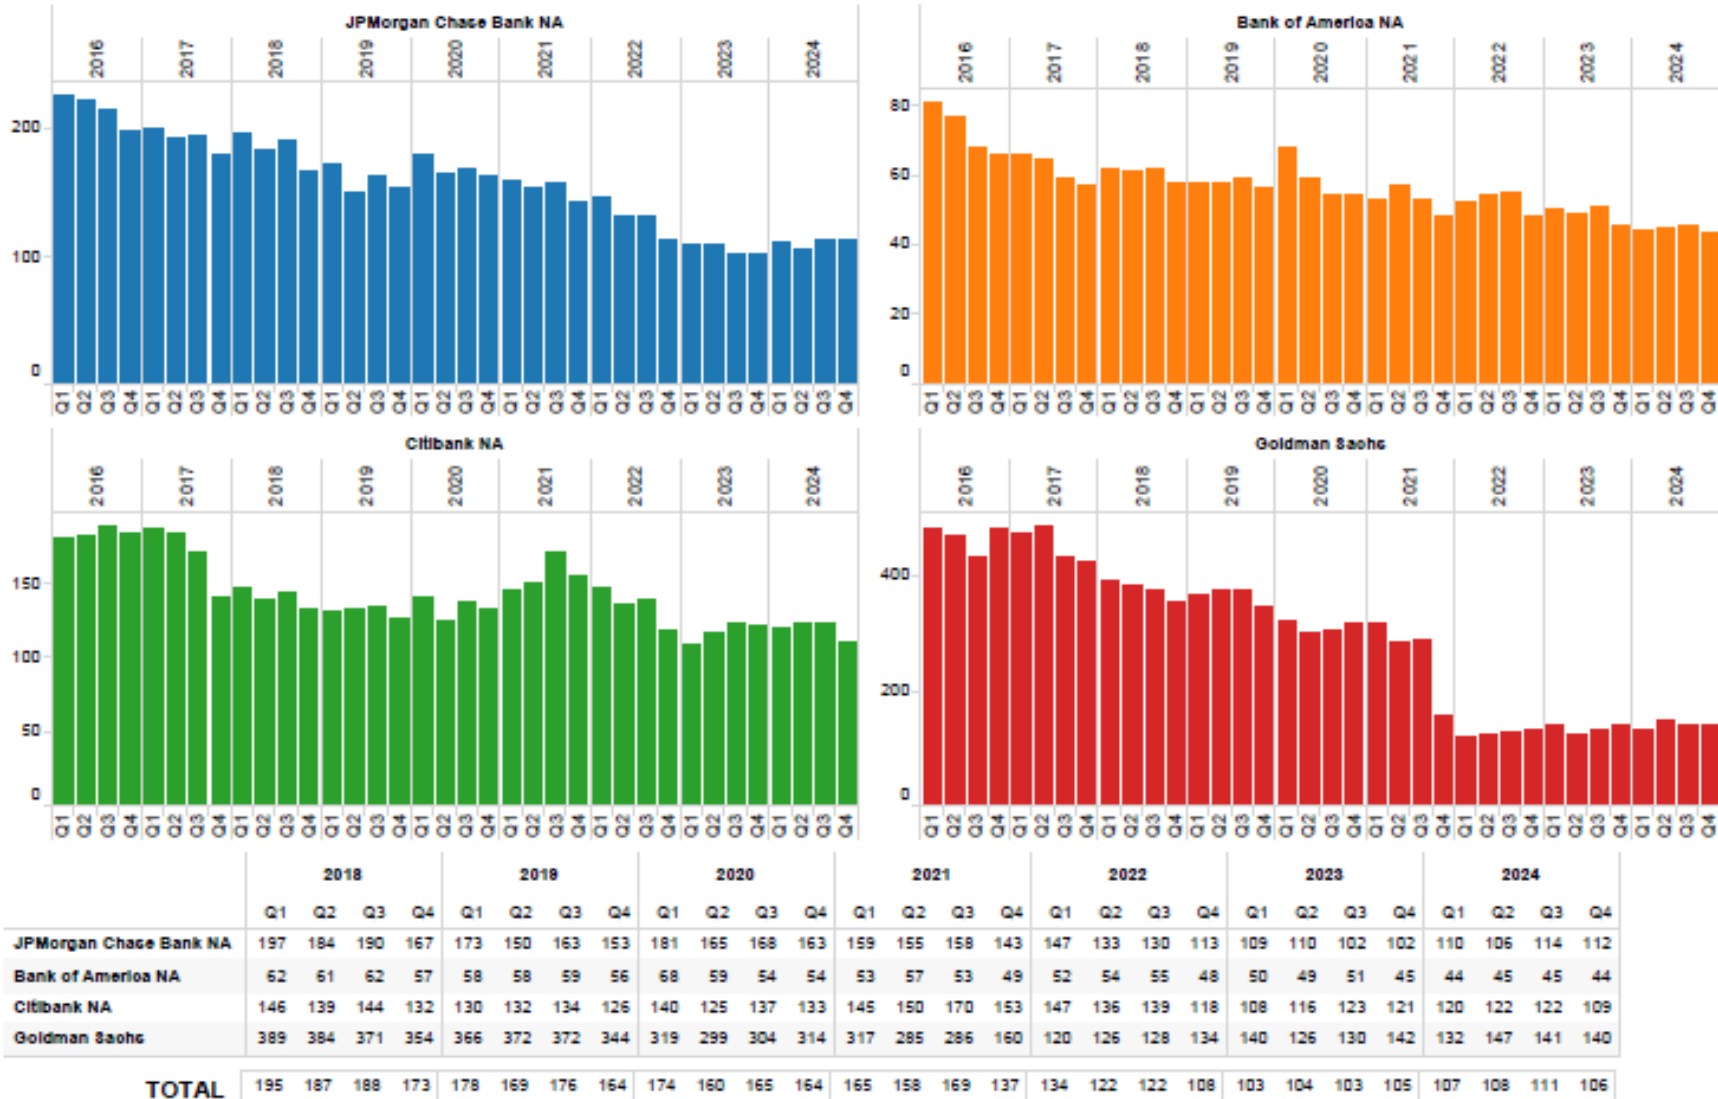 JPMorgan Chase Bank NA
2016 2017 2018 2019 2020 2021 2022 2023 2024
200
100
0
Q1 Q2 Q3 Q4 Q1 Q2 Q3 Q4 Q1 Q2 Q3 Q4 Q1 Q2 Q3 Q4 Q1 Q2 Q3 Q4 Q1 Q2 Q3 Q4 Q1 Q2 Q3 Q4 Q1 Q2 Q3 Q4 Q1 Q2 Q3 Q4
Bank of America NA
2016 2017 2018 2019 2020 2021 2022 2023 2024
80
60
40
20
0
Q1 Q2 Q3 Q4 Q1 Q2 Q3 Q4 Q1 Q2 Q3 Q4 Q1 Q2 Q3 Q4 Q1 Q2 Q3 Q4 Q1 Q2 Q3 Q4 Q1 Q2 Q3 Q4 Q1 Q2 Q3 Q4 Q1 Q2 Q3 Q4
Citibank NA
2016 2017 2018 2019 2020 2021 2022 2023 2024
150
100
50
0
Q1 Q2 Q3 Q4 Q1 Q2 Q3 Q4 Q1 Q2 Q3 Q4 Q1 Q2 Q3 Q4 Q1 Q2 Q3 Q4 Q1 Q2 Q3 Q4 Q1 Q2 Q3 Q4 Q1 Q2 Q3 Q4 Q1 Q2 Q3 Q4
Goldman Sachs
2016 2017 2018 2019 2020 2021 2022 2023 2024
400
200
0
Q1 Q2 Q3 Q4 Q1 Q2 Q3 Q4 Q1 Q2 Q3 Q4 Q1 Q2 Q3 Q4 Q1 Q2 Q3 Q4 Q1 Q2 Q3 Q4 Q1 Q2 Q3 Q4 Q1 Q2 Q3 Q4 Q1 Q2 Q3 Q4
2018 2019 2020 2021 2022 2023 2024
Q1 Q2 Q3 Q4 Q1 Q2 Q3 Q4 Q1 Q2 Q3 Q4 Q1 Q2 Q3 Q4 Q1 Q2 Q3 Q4 Q1 Q2 Q3 Q4 Q1 Q2 Q3 Q4
JPMorgan Chase Bank NA 197 184 190 167 173 150 163 153 181 165 168 163 159 155 158 143 147 133 130 113 109 110 102 102 110 106 114 112
Bank of America NA 62 61 62 57 58 58 59 56 68 59 54 54 53 57 53 49 52 54 55 48 50 49 51 45 44 45 45 44
Citibank NA 146 139 144 132 130 132 134 126 140 125 137 133 145 150 170 153 147 136 139 118 108 116 123 121 120 122 122 109
Goldman Sachs 389 384 371 354 366 372 372 344 319 299 304 314 317 285 286 160 120 126 128 134 140 126 130 142 132 147 141 140
TOTAL 195 187 188 173 178 169 176 164 174 160 165 164 165 158 169 137 134 122 122 108 103 104 103 105 107 108 111 106